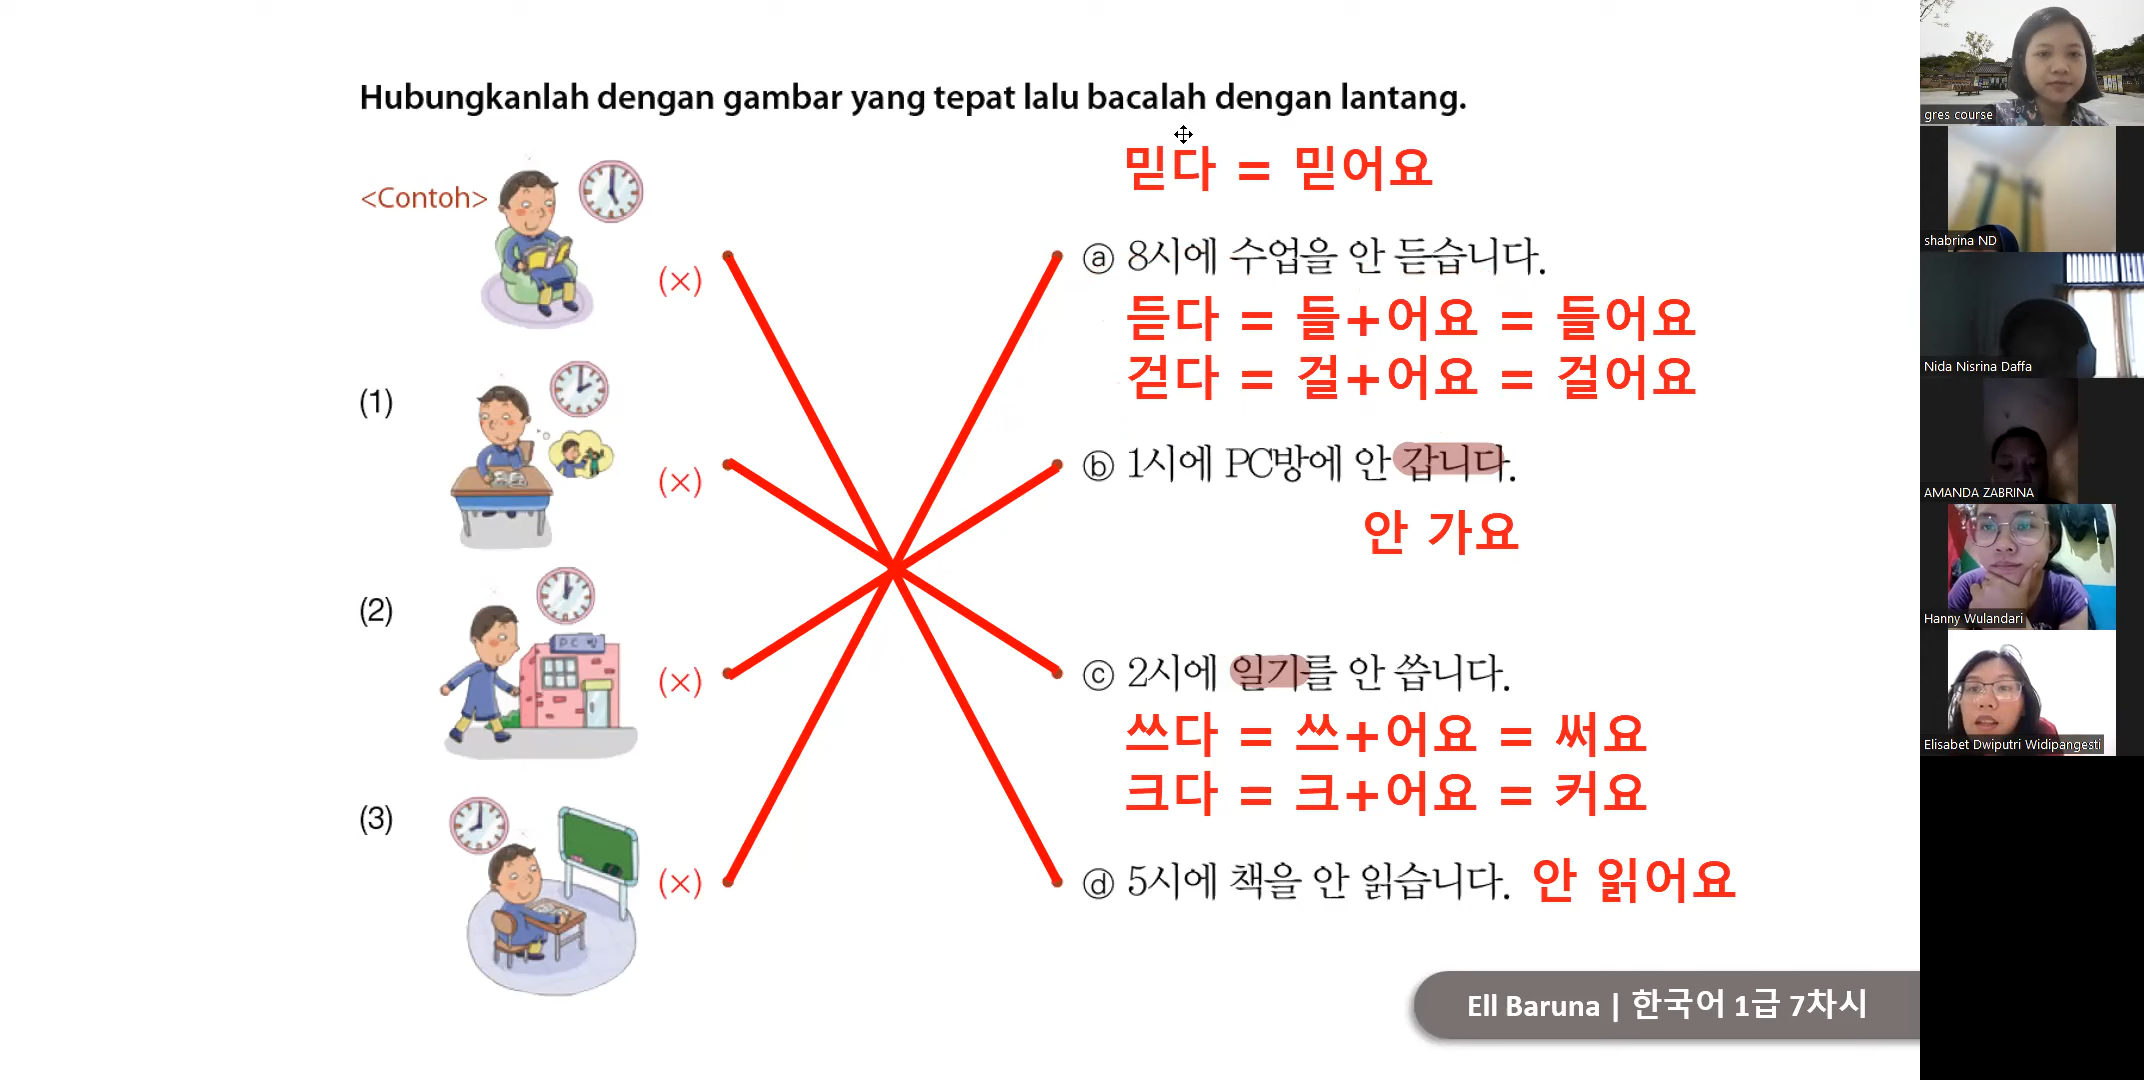 Hubungkanlah dengan gambar yang tepat lalu bacalah dengan lantang.
믿다 = 믿어요
<Contoh>
(×)
ⓐ 8시에 수업을 안 듣습니다.
듣다 = 들+어요 = 들어요
걷다 = 걸+어요 = 걸어요
(1)
(×)
ⓑ 1시에 PC방에 안 갑니다.
안 가요
(2)
PC 방
(×)
ⓒ 2시에 일기를 안 씁니다.
쓰다 = 쓰+어요 = 써요
크다 = 크+어요 = 커요
(3)
(×)
ⓓ 5시에 책을 안 읽습니다. 안 읽어요
Ell Baruna | 한국어 1급 7차시
gres course
shabrina ND
Nida Nisrina Daffa
AMANDA ZABRINA
Hanny Wulandari
Elisabet Dwiputri Widipangesti